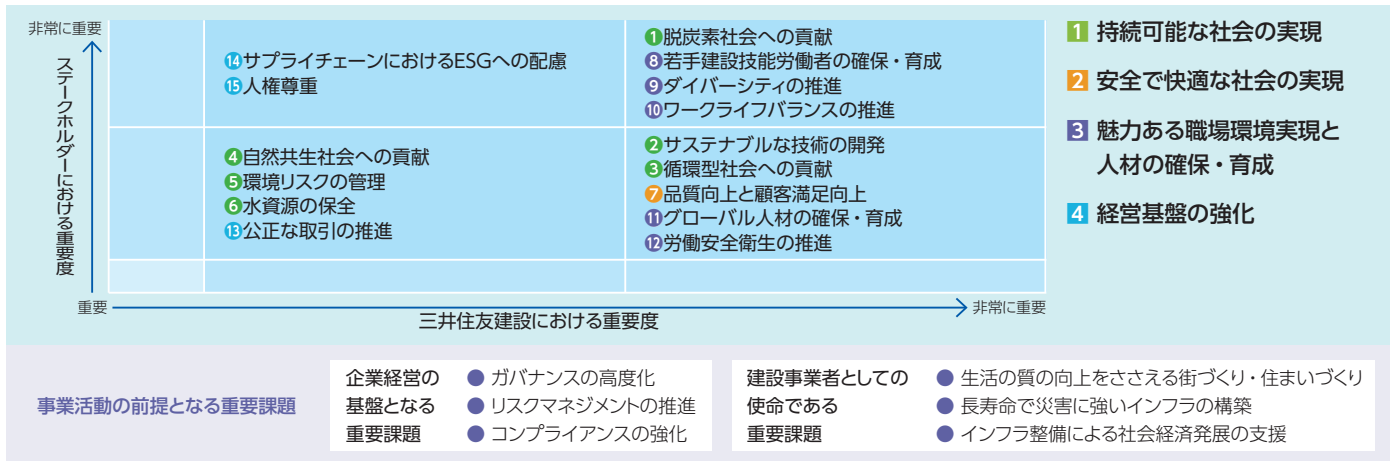 非常に重要
ステークホルダーにおける重要度
⓮サプライチェーンにおけるESGへの配慮
⓯人権尊重
❶脱炭素社会への貢献
❽若手建設技能労働者の確保・育成
❾ダイバーシティの推進
❿ワークライフバランスの推進
❹自然共生社会への貢献
❺環境リスクの管理
❻水資源の保全
⓭公正な取引の推進
❷サステナブルな技術の開発
❸循環型社会への貢献
❼品質向上と顧客満足向上
⓫グローバル人材の確保・育成
⓬労働安全衛生の推進
重要
三井住友建設における重要度
非常に重要
1 持続可能な社会の実現
2 安全で快適な社会の実現
3 魅力ある職場環境実現と
人材の確保・育成
4 経営基盤の強化
事業活動の前提となる重要課題
企業経営の
基盤となる
重要課題
● ガバナンスの高度化
● リスクマネジメントの推進
● コンプライアンスの強化
建設事業者としての
使命である
重要課題
● 生活の質の向上をささえる街づくり・住まいづくり
● 長寿命で災害に強いインフラの構築
● インフラ整備による社会経済発展の支援